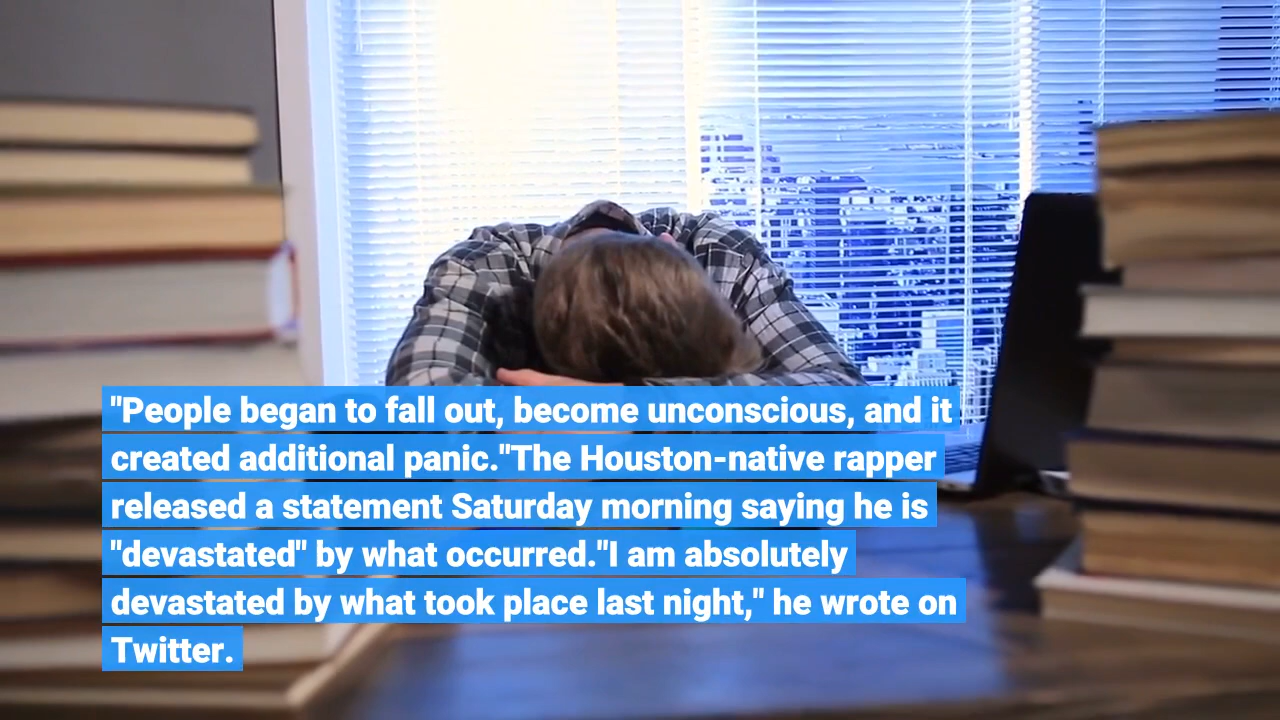 "People began to fall out, become unconscious, and it
created additional panic."The Houston-native rapper
released a statement Saturday morning saying he is
"devastated" by what occurred."I am absolutely
devastated by what took place last night," he wrote on
Twitter.